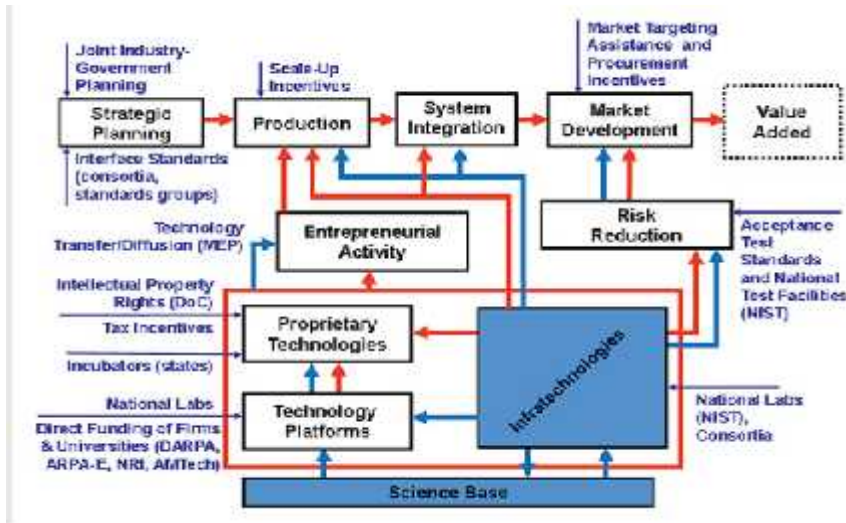 Joint Industry-
Government
Planning
Scale-Up
Incentives
Market Targeting
Assistance and
Procurement
Incentives
Strategic
Planning
Production
System
Integration
Market
Development
Value
Added
Interface Standards
(consortia,
standards groups)
Technology
Transfer/Diffusion (MEP)
Entrepreneurial
Activity
Risk
Reduction
Acceptance
Test
Standards
and National
Test Facilities
(NIST)
Intellectual Property
Rights (DoC)
Tax Incentives
Incubators (states)
Proprietary
Technologies
Infratechnologies
National Labs
Direct Funding of Firms
& Universities (DARPA,
ARPA-E, NRI, AMTech)
Technology
Platforms
National Labs
(NIST),
Consortia
Science Base